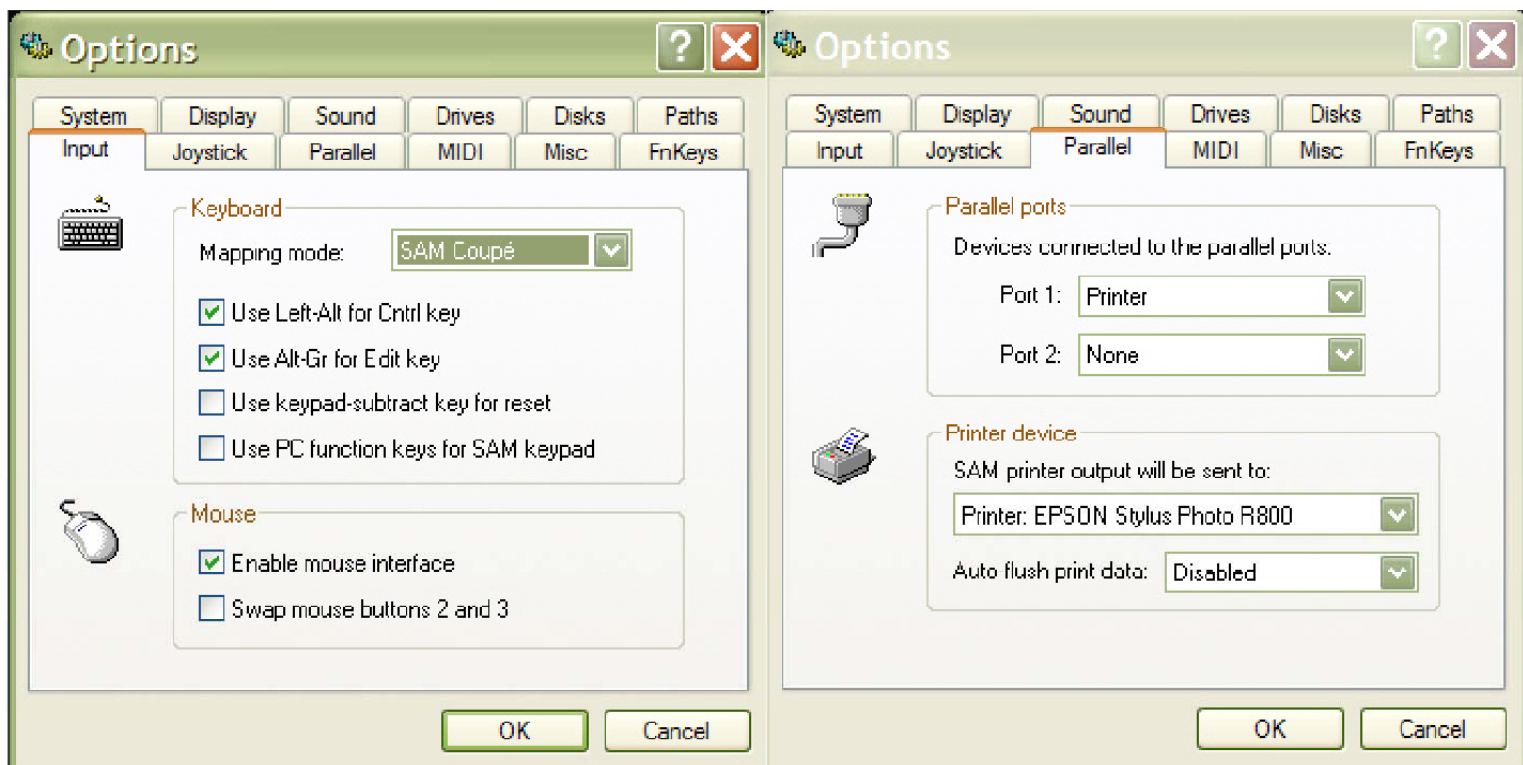 Options
System Display Sound Drives Disks Paths
Input Joystick Parallel MIDI Misc FnKeys
Keyboard
Mapping mode: SAM Coupé
Use Left-Alt for Cntrl key
Use Alt-Gr for Edit key
Use keypad-subtract key for reset
Use PC function keys for SAM keypad
Mouse
Enable mouse interface
Swap mouse buttons 2 and 3
OK Cancel
Options
System Display Sound Drives Disks Paths
Input Joystick Parallel MIDI Misc FnKeys
Parallel ports
Devices connected to the parallel ports:
Port 1: Printer
Port 2: None
Printer device
SAM printer output will be sent to:
Printer: EPSON Stylus Photo R800
Auto flush print data: Disabled
OK Cancel